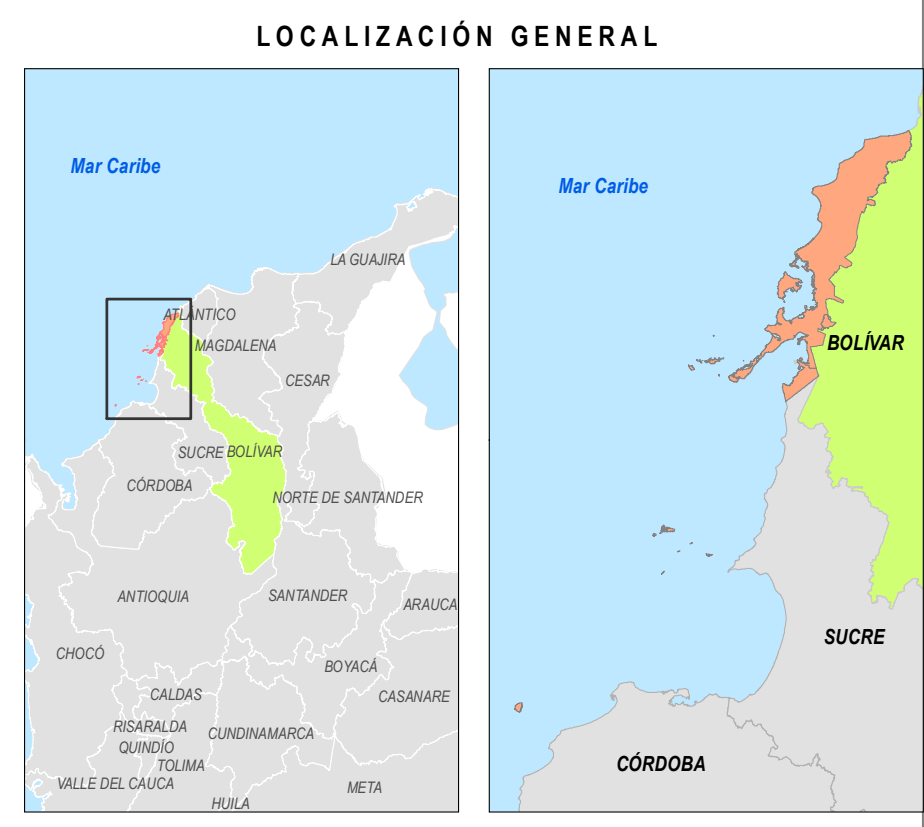 LOCALIZACIÓN GENERAL
Mar Caribe
LA GUAJIRA
ATLÁNTICO
MAGDALENA
CESAR
SUCRE
BOLÍVAR
CÓRDOBA
NORTE DE SANTANDER
ANTIOQUIA
SANTANDER
ARAUCA
CHOCÓ
BOYACÁ
CALDAS
CASANARE
RISARALDA
CUNDINAMARCA
QUINDÍO
TOLIMA
VALLE DEL CAUCA
META
HUILA
Mar Caribe
BOLÍVAR
SUCRE
CÓRDOBA